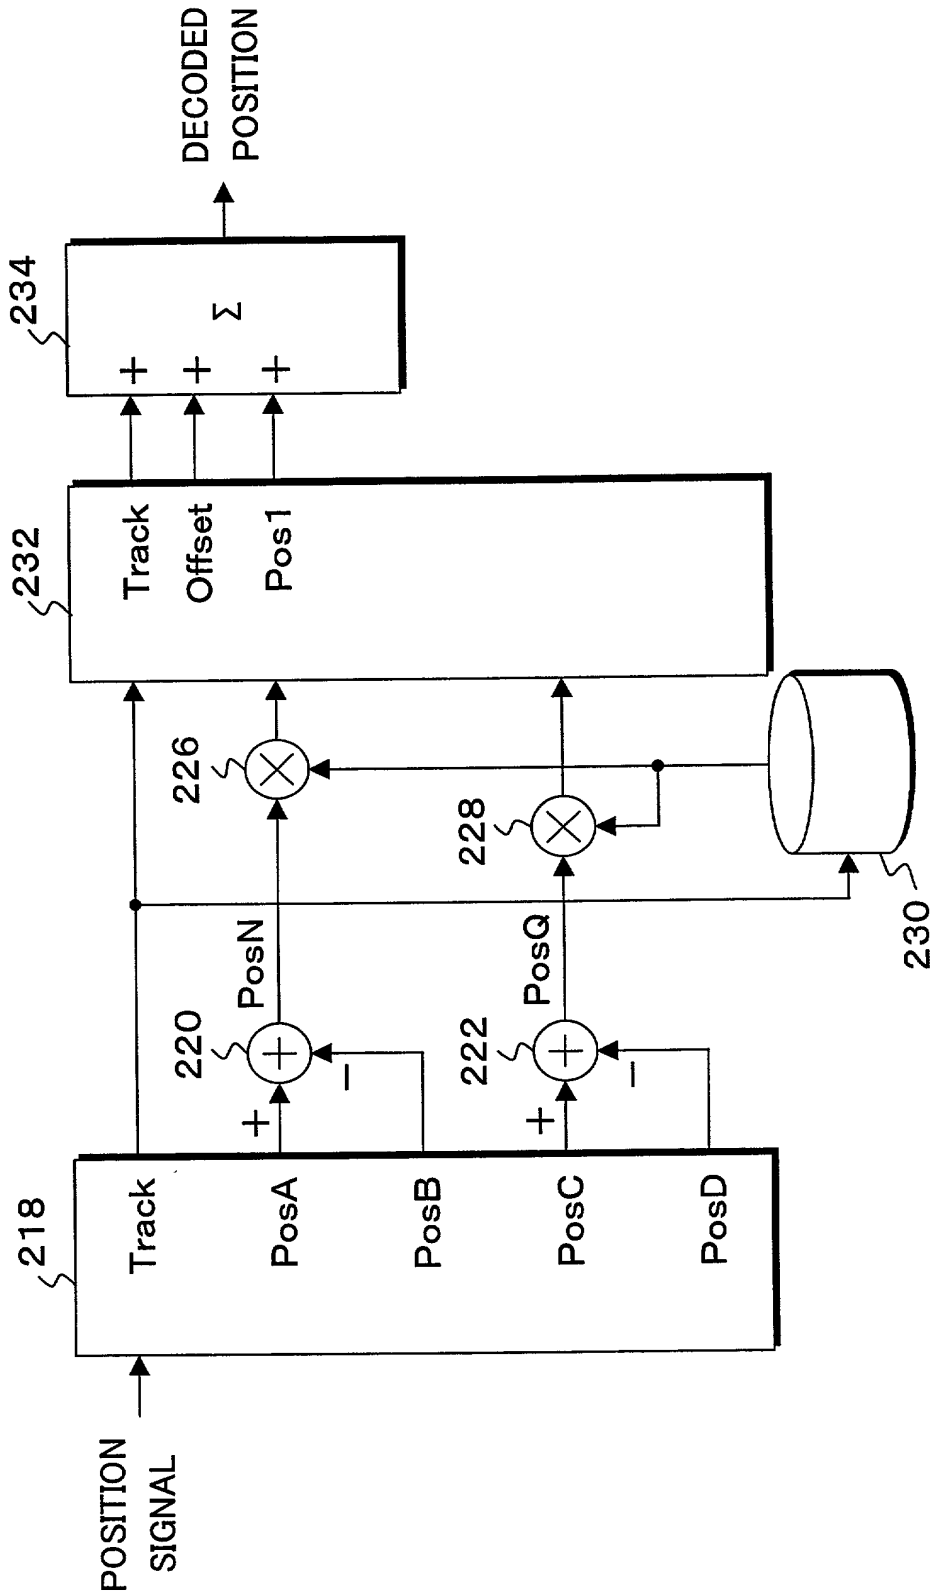 POSITION
SIGNAL
218
Track
PosA
PosB
PosC
PosD
+
−
+
−
220
+
PosN
222
+
PosQ
226
×
228
×
230
232
Track
Offset
Pos1
234
+
+
+
Σ
DECODED
POSITION